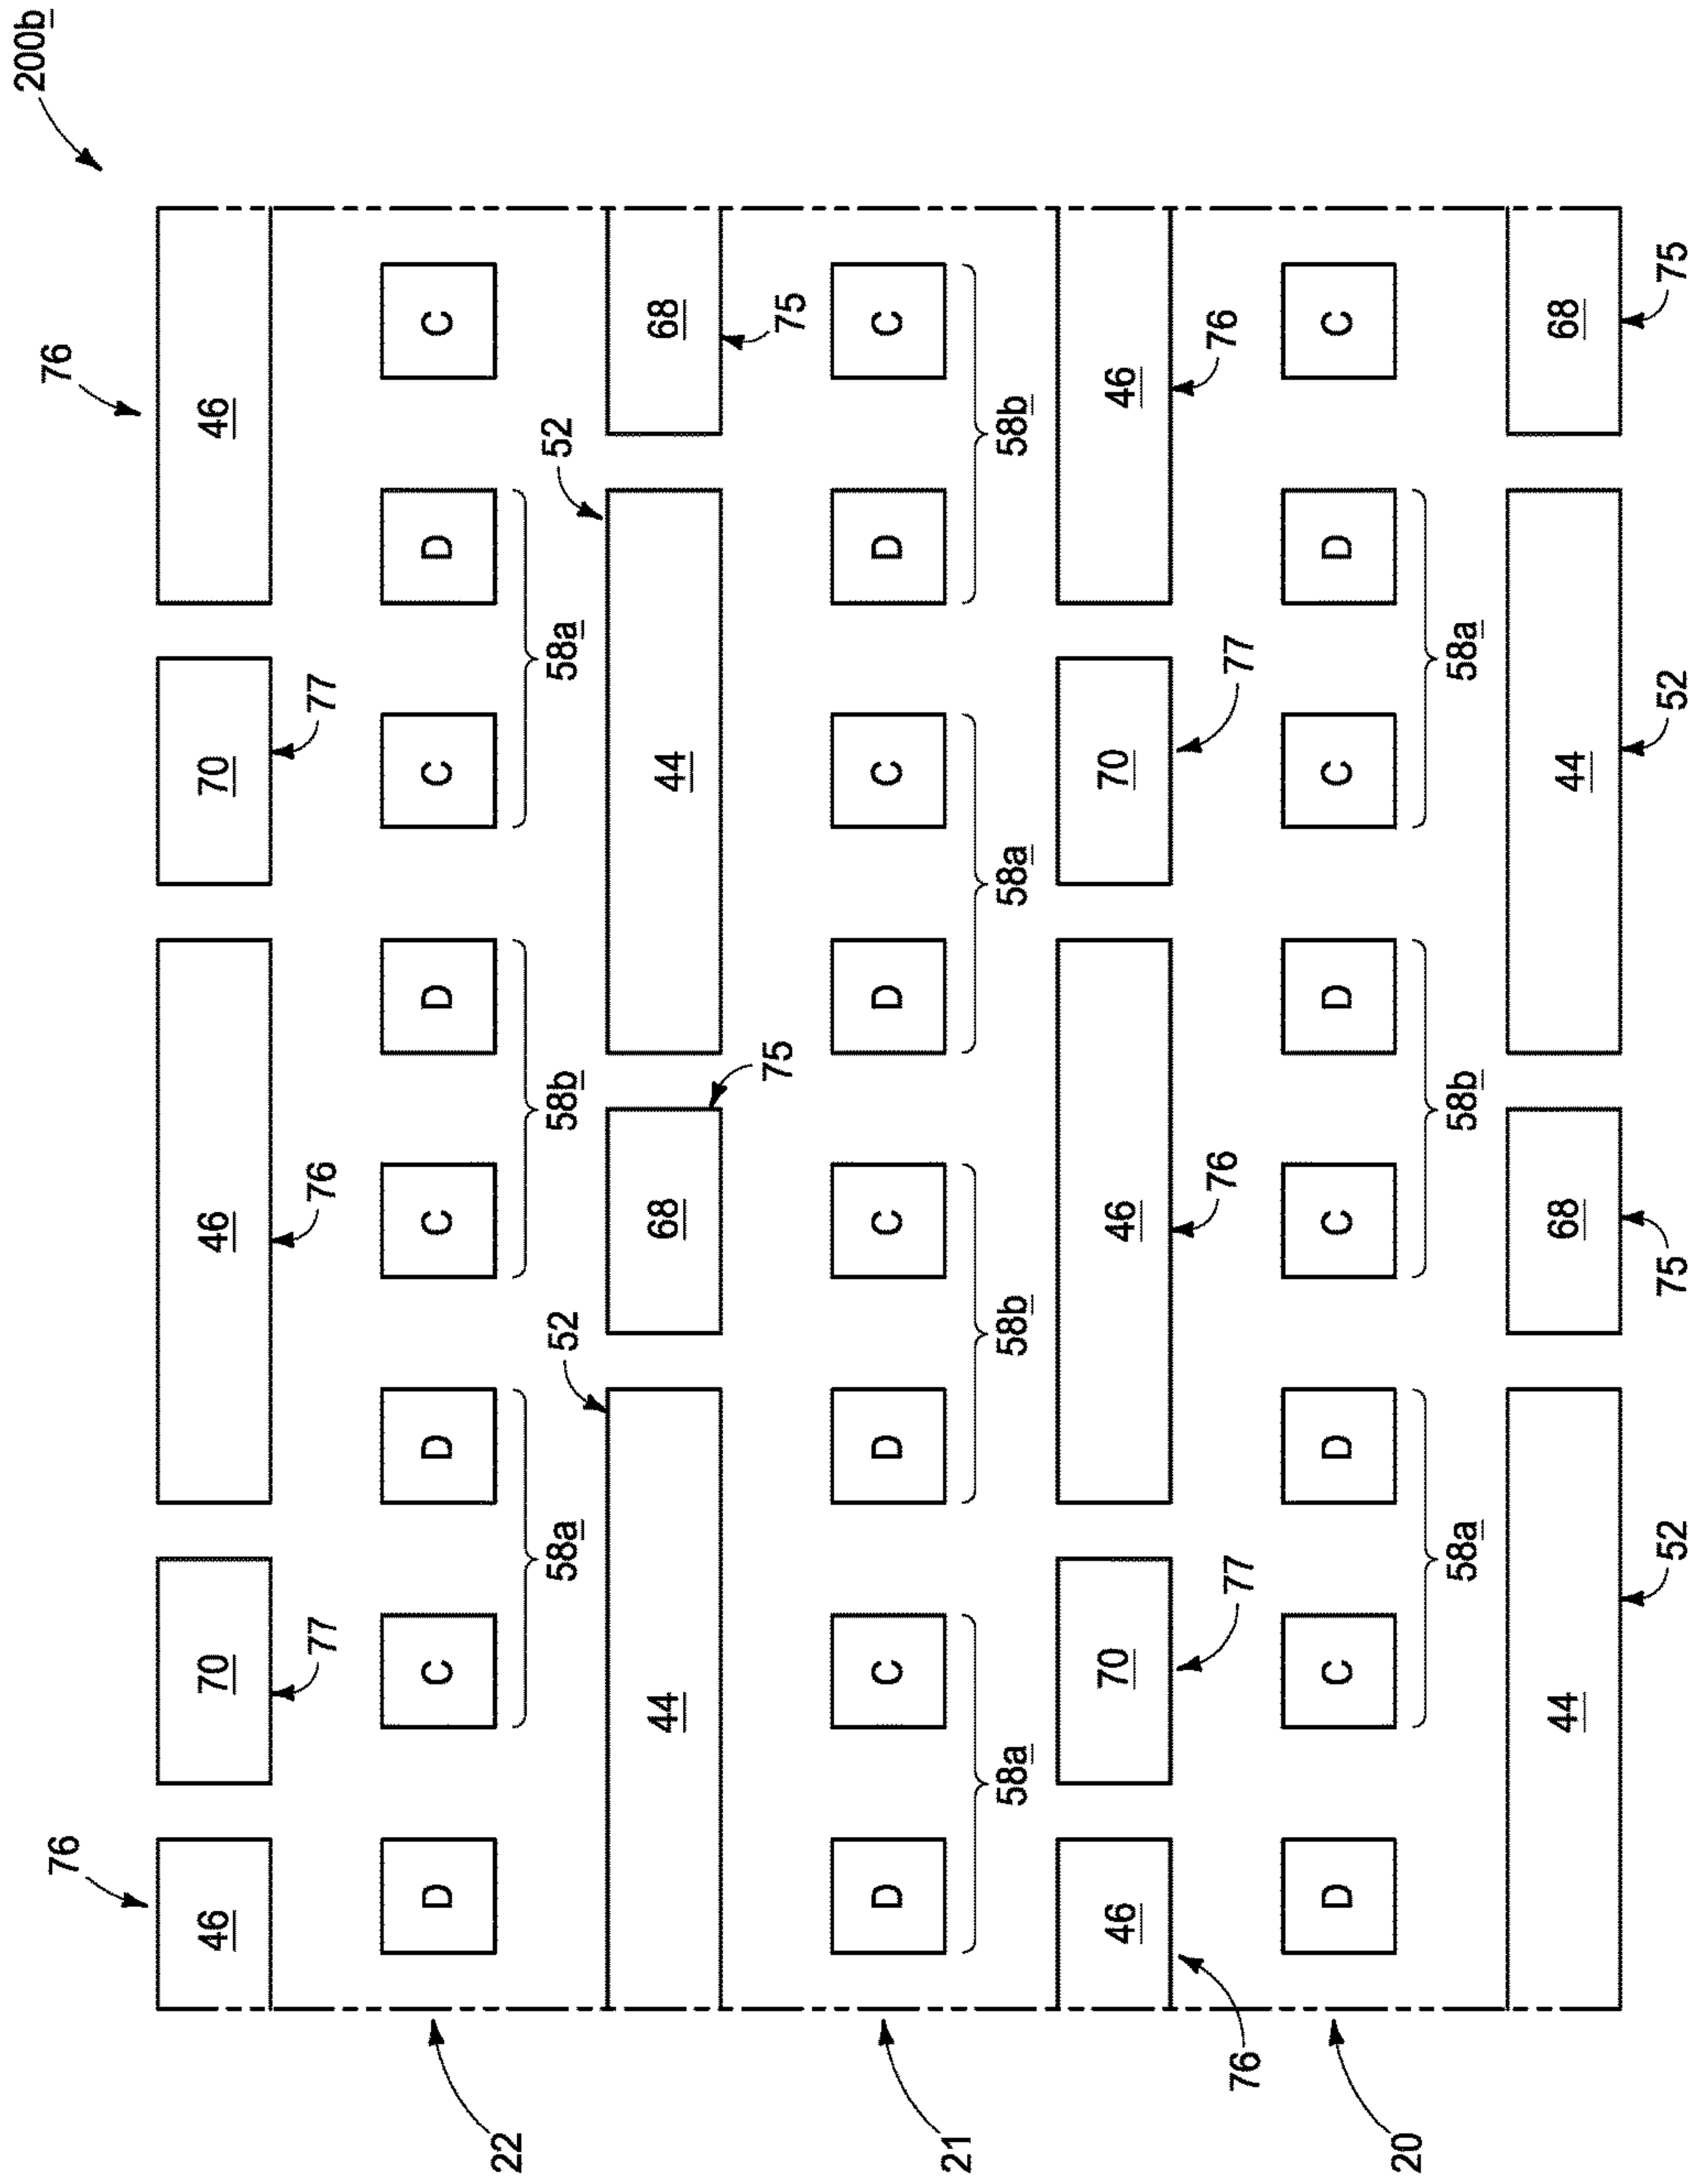 200b
76 76
46 70 46 70 46
77 76 77
D C D C D C D C
22
58a 52 58b 58a 52
44 68 44 68
75 75
D C D C D C D C
21
58a 58b 58a 58b
46 70 46 70 46
76 77 76 77 76
D C D C D C D C
20
58a 58b 58a
44 68 44 68
52 75 52 75